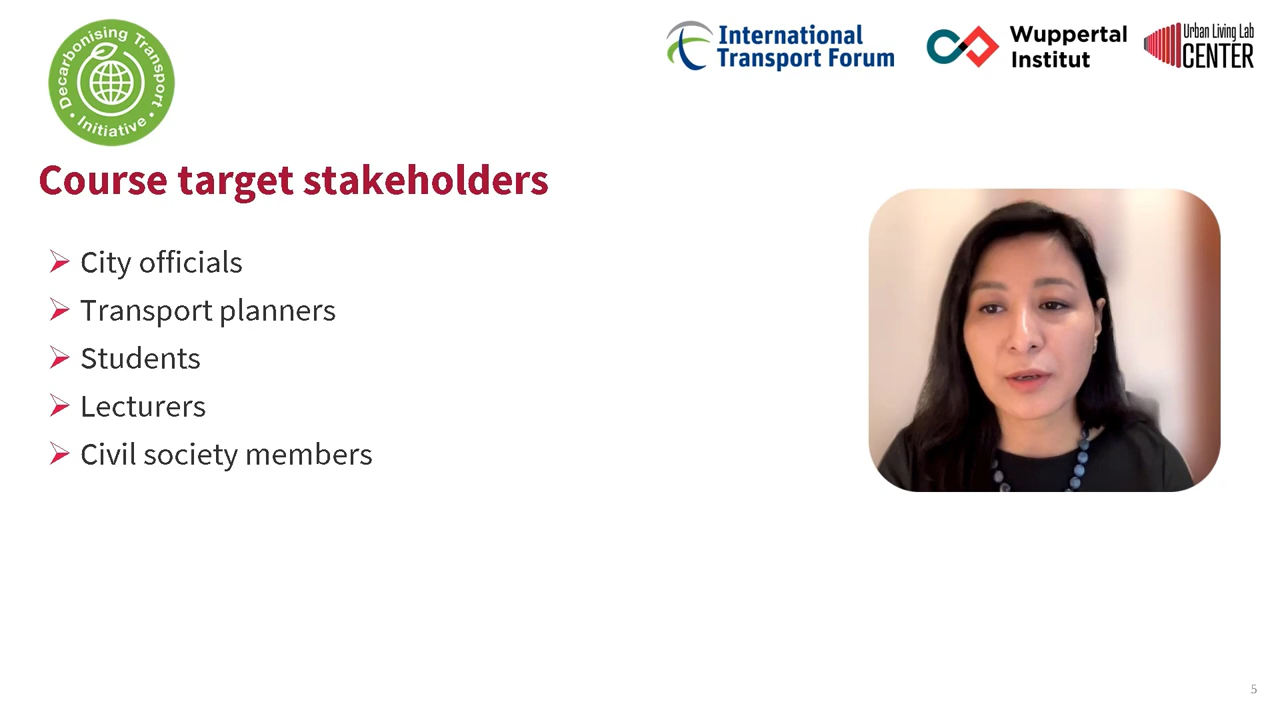 Decarbonising Transport
• Initiative •
International
Transport Forum
Wuppertal
Institut
Urban Living Lab
CENTER
Course target stakeholders
City officials
Transport planners
Students
Lecturers
Civil society members
5